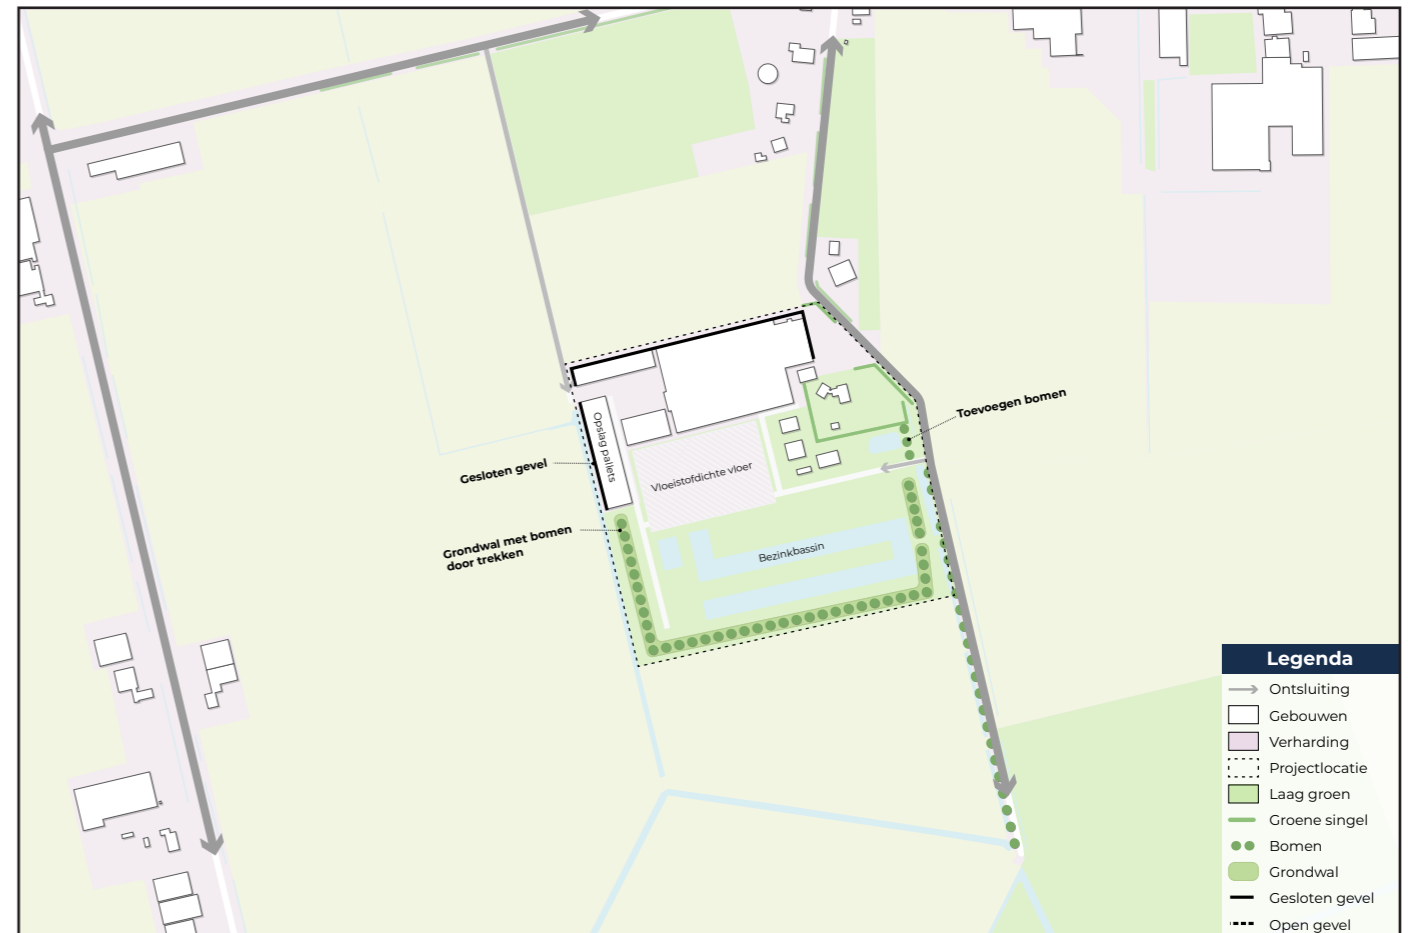 Toevoegen bomen
Opslag pallets
Gesloten gevel
Vloeistofdichte vloer
Grondwal met bomen
door trekken
Bezinkbassin
Legenda
Ontsluiting
Gebouwen
Verharding
Projectlocatie
Laag groen
Groene singel
Bomen
Grondwal
Gesloten gevel
Open gevel